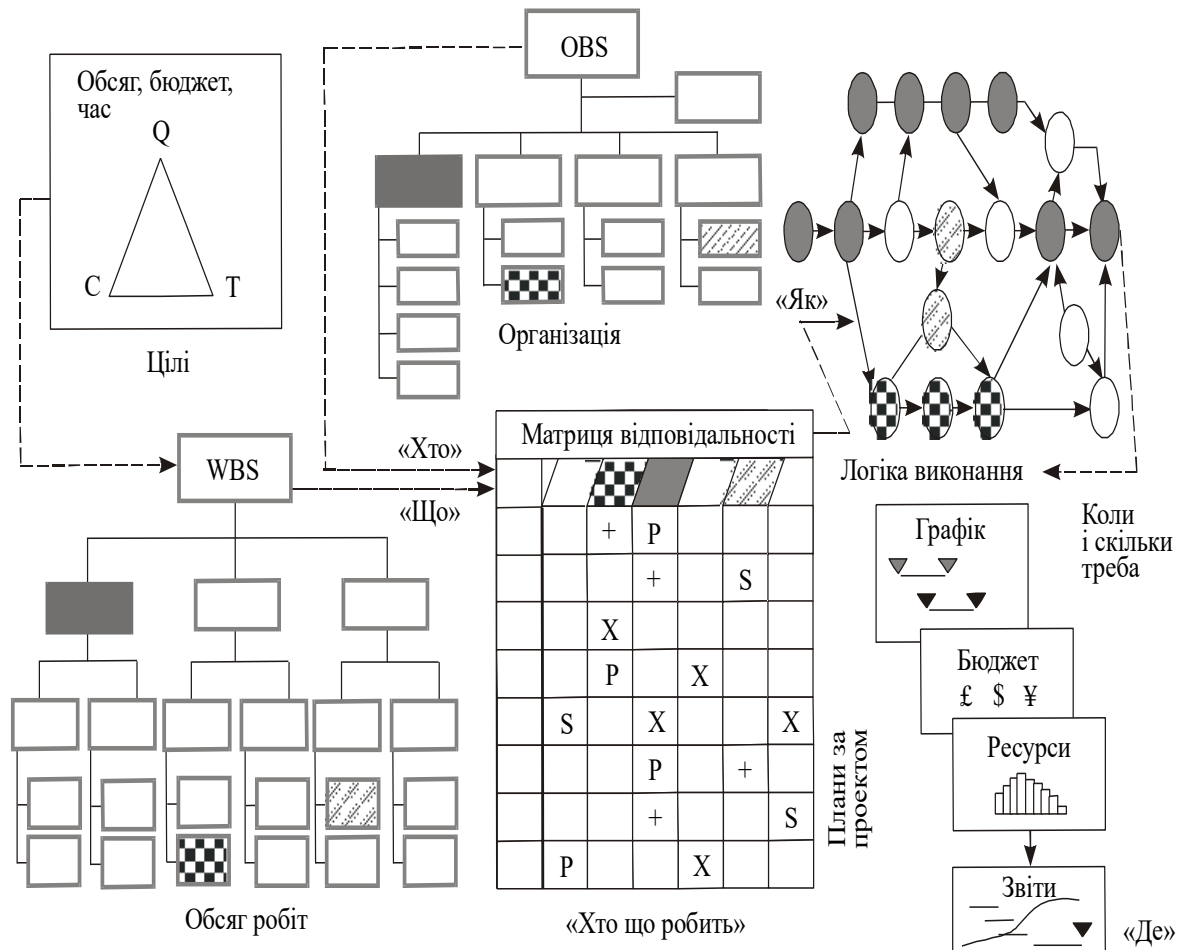 OBS
Обсяг, бюджет,
час
Q
C
T
Цілі
Організація
«Як»
«Хто»
«Що»
WBS
Матриця відповідальності
Логіка виконання
+ P
+ S
X
P X
S X X
P +
+ S
P X
Коли
і скільки
треба
Графік
Бюджет
£ $ ¥
Ресурси
Плани за
проектом
Звіти
«Де»
Обсяг робіт
«Хто що робить»